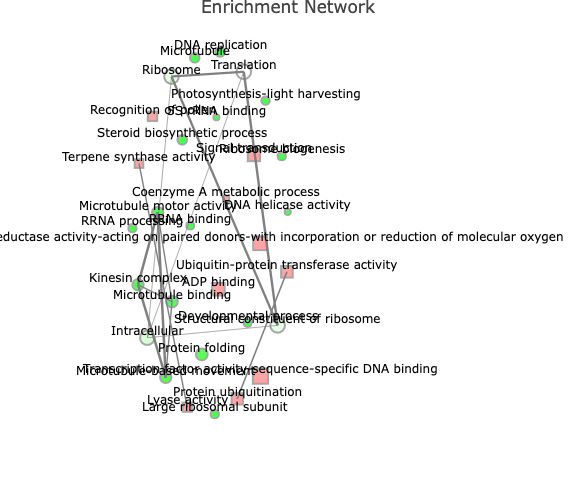 Enrichment Network
DNA replication
Microtubule
Translation
Ribosome
Photosynthesis-light harvesting
Recognition of pollen
5S rRNA binding
Steroid biosynthetic process
Signal transduction
Ribosome biogenesis
Terpene synthase activity
Coenzyme A metabolic process
Microtubule motor activity
DNA helicase activity
RRNA processing
RRNA binding
eductase activity-acting on paired donors-with incorporation or reduction of molecular oxygen
Ubiquitin-protein transferase activity
Kinesin complex
ADP binding
Microtubule binding
Developmental process
Structural constituent of ribosome
Intracellular
Protein folding
Transcription factor activity-sequence-specific DNA binding
Microtubule-based movement
Protein ubiquitination
Lyase activity
Large ribosomal subunit